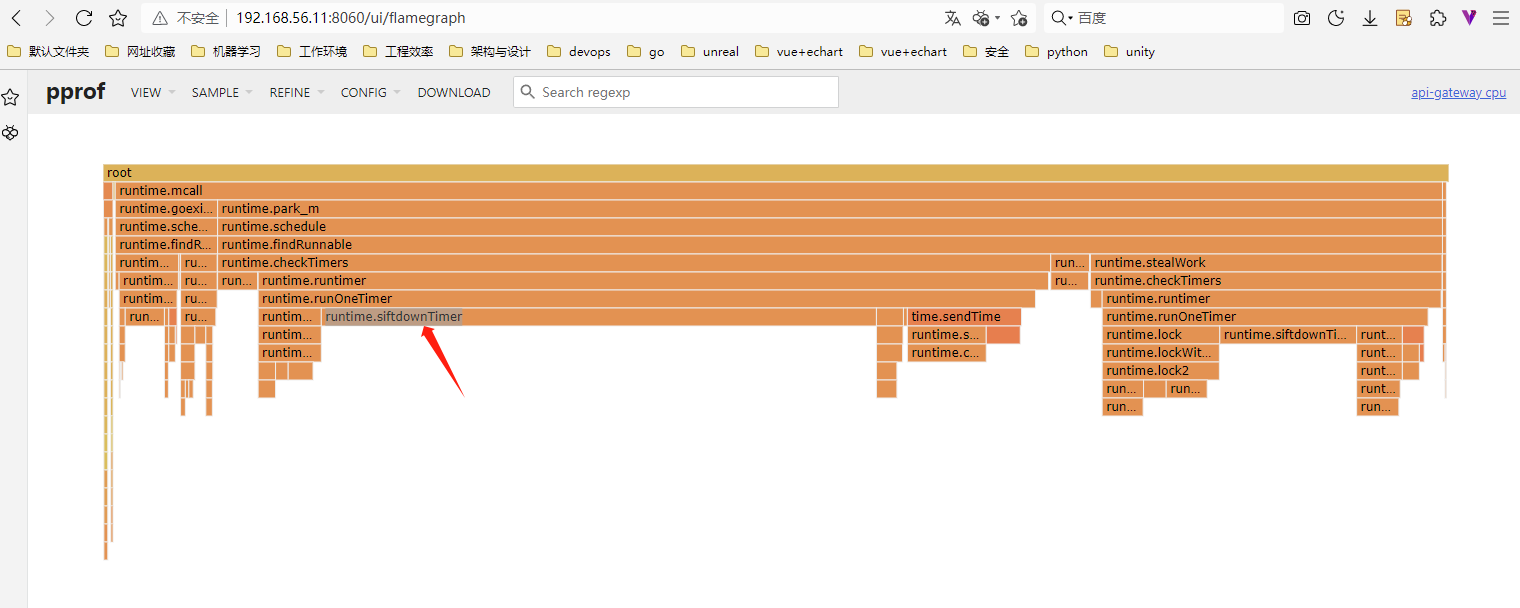 不安全 192.168.56.11:8060/ui/flamegraph 百度
默认文件夹 网址收藏 机器学习 工作环境 工程效率 架构与设计 devops go unreal vue+echart vue+echart 安全 python unity
pprof VIEW SAMPLE REFINE CONFIG DOWNLOAD Search regexp api-gateway cpu
root
runtime.mcall
runtime.goexi... runtime.park_m
runtime.sche... runtime.schedule
runtime.findR... runtime.findRunnable
runtim... ru... runtime.checkTimers run... runtime.stealWork
runtim... ru... run... runtime.runtimer ru... runtime.checkTimers
runtim... ru... runtime.runOneTimer runtime.runtimer
run... ru... runtim... runtime.siftdownTimer time.sendTime runtime.runOneTimer
runtim... runtime.s... runtime.lock runtime.siftdownTi... runt...
runtim... runtime.c... runtime.lockWit... runt...
runtime.lock2 runt...
run... run... runt...
run... run...